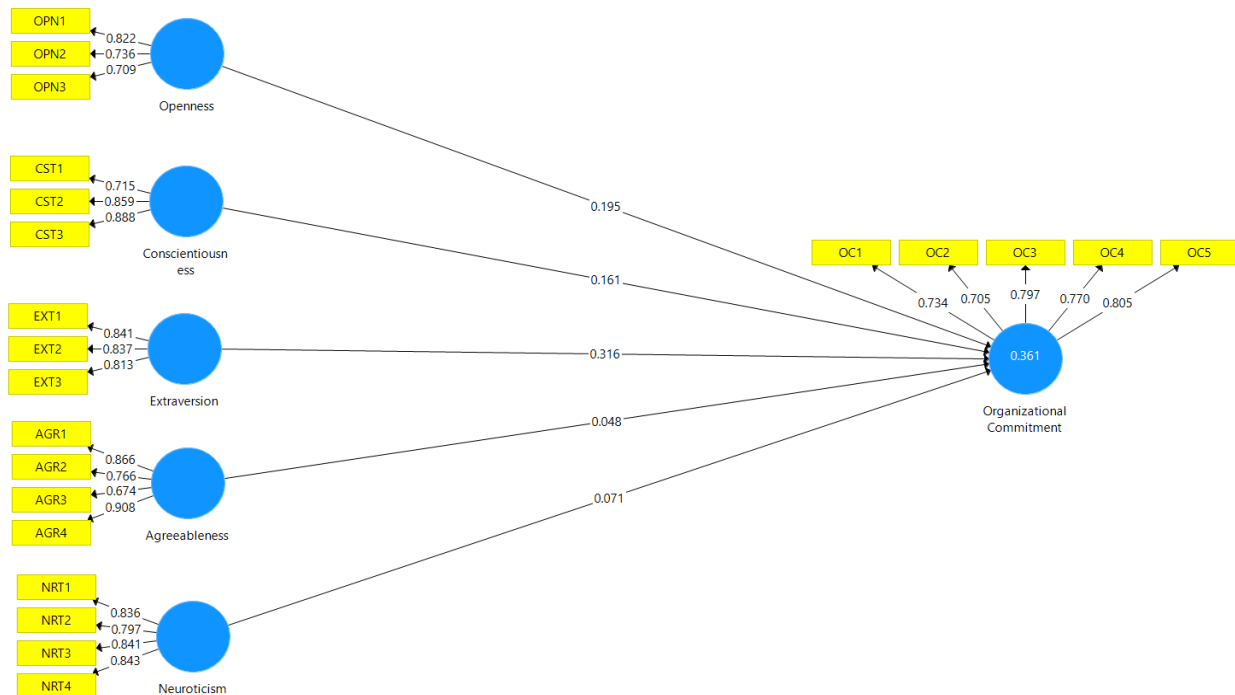 OPN1
0.822
OPN2
0.736
0.709
OPN3
Openness
CST1
0.715
CST2
0.859
0.888
CST3
Conscientiousn
ess
EXT1
0.841
EXT2
0.837
0.813
EXT3
Extraversion
AGR1
0.866
AGR2
0.766
0.674
AGR3
0.908
AGR4
Agreeableness
NRT1
0.836
NRT2
0.797
0.841
NRT3
0.843
NRT4
Neuroticism
0.195
0.161
0.316
0.048
0.071
OC1
OC2
OC3
OC4
OC5
0.734
0.705
0.797
0.770
0.805
0.361
Organizational
Commitment